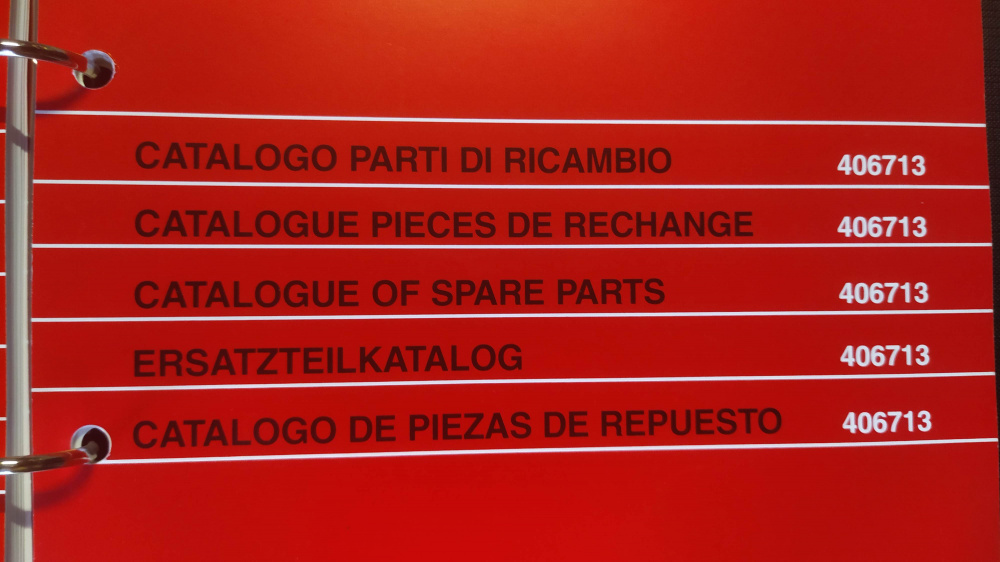 CATALOGO PARTI DI RICAMBIO 406713
CATALOGUE PIECES DE RECHANGE 406713
CATALOGUE OF SPARE PARTS 406713
ERSATZTEILKATALOG 406713
CATALOGO DE PIEZAS DE REPUESTO 406713